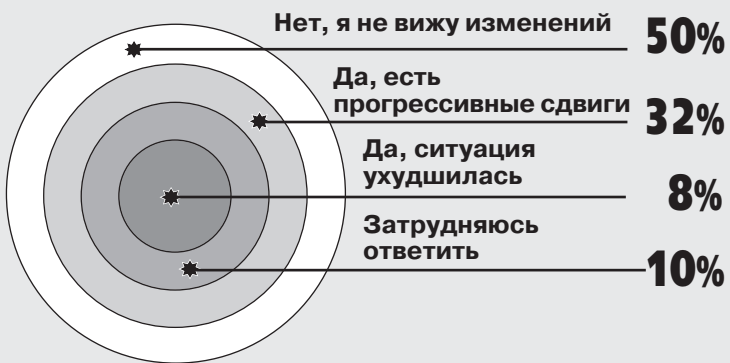 Нет, я не вижу изменений 50%
Да, есть
прогрессивные сдвиги 32%
Да, ситуация
ухудшилась 8%
Затрудняюсь
ответить 10%